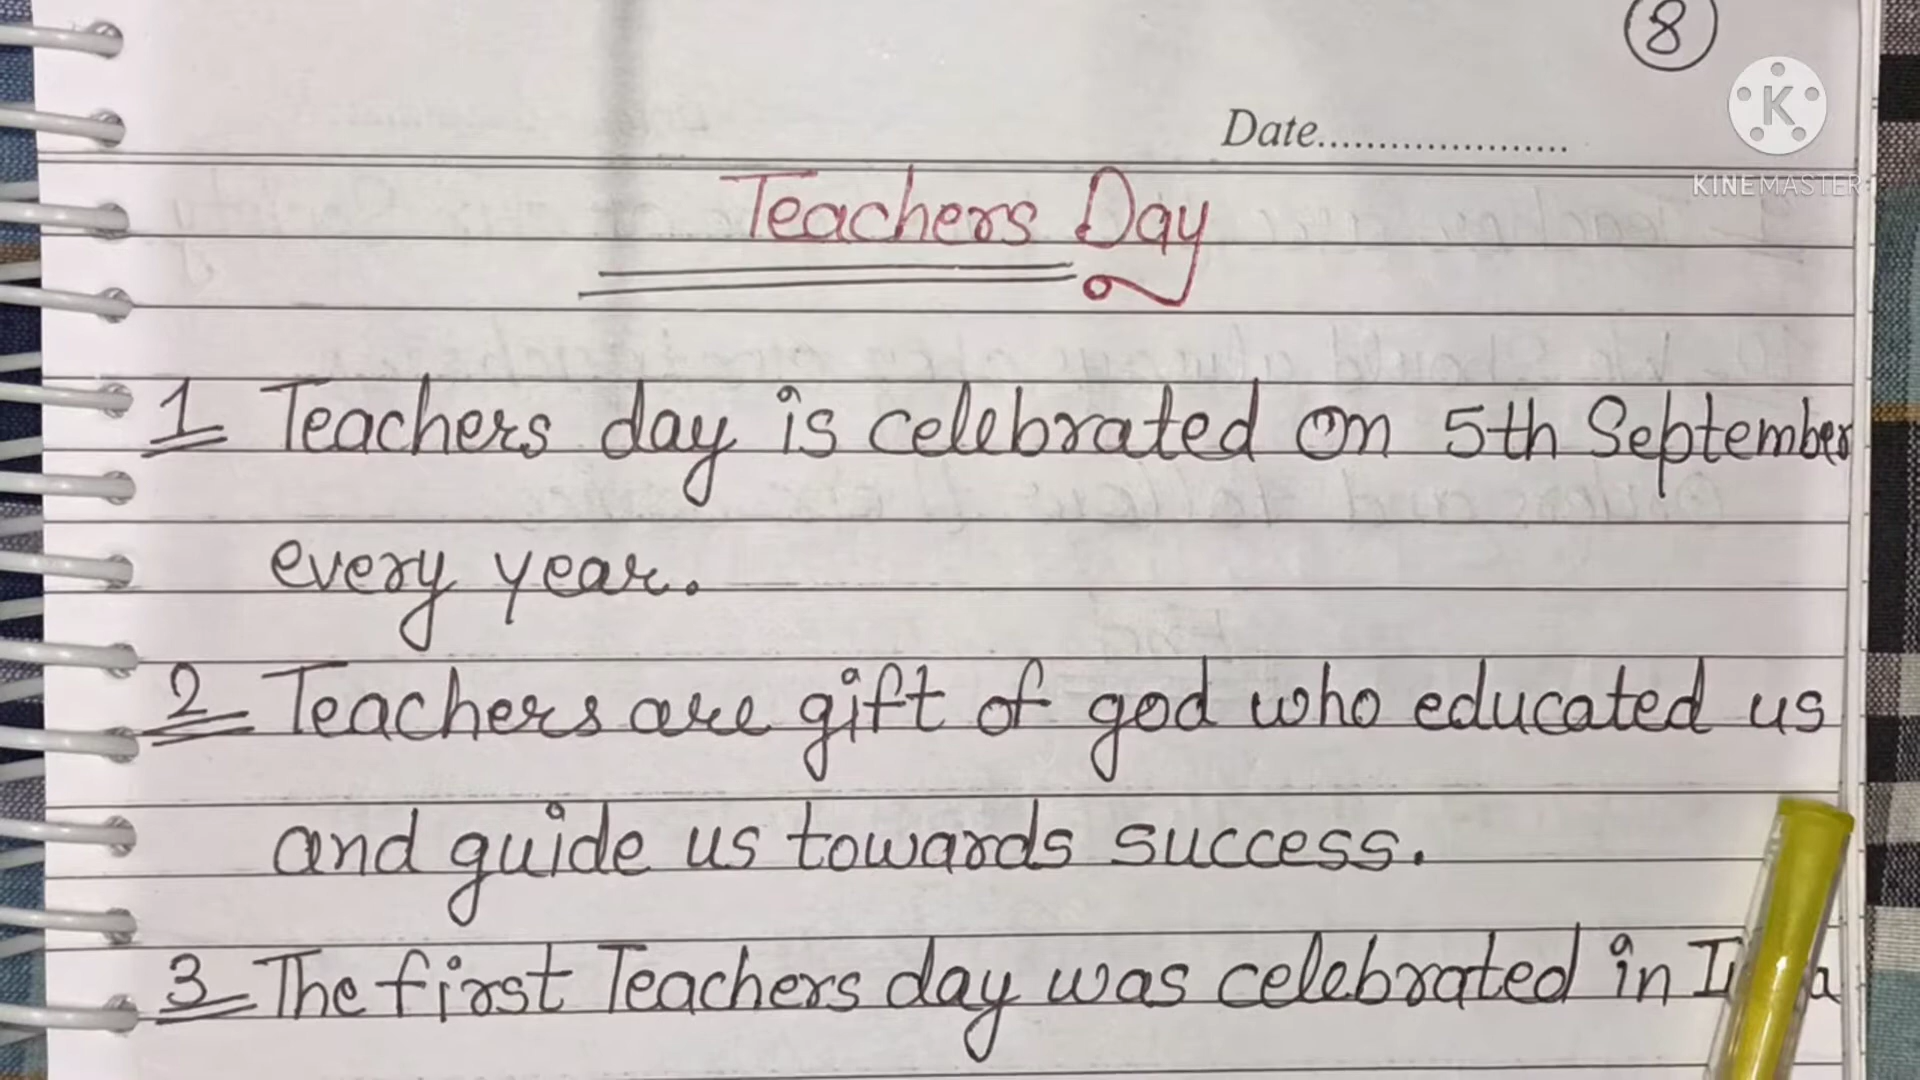 8
Date.....................
KINEMASTER
Teachers Day
1 Teachers day is celebrated on 5th September
every year.
2 Teachers are gift of god who educated us
and guide us towards success.
3 The first Teachers day was celebrated in